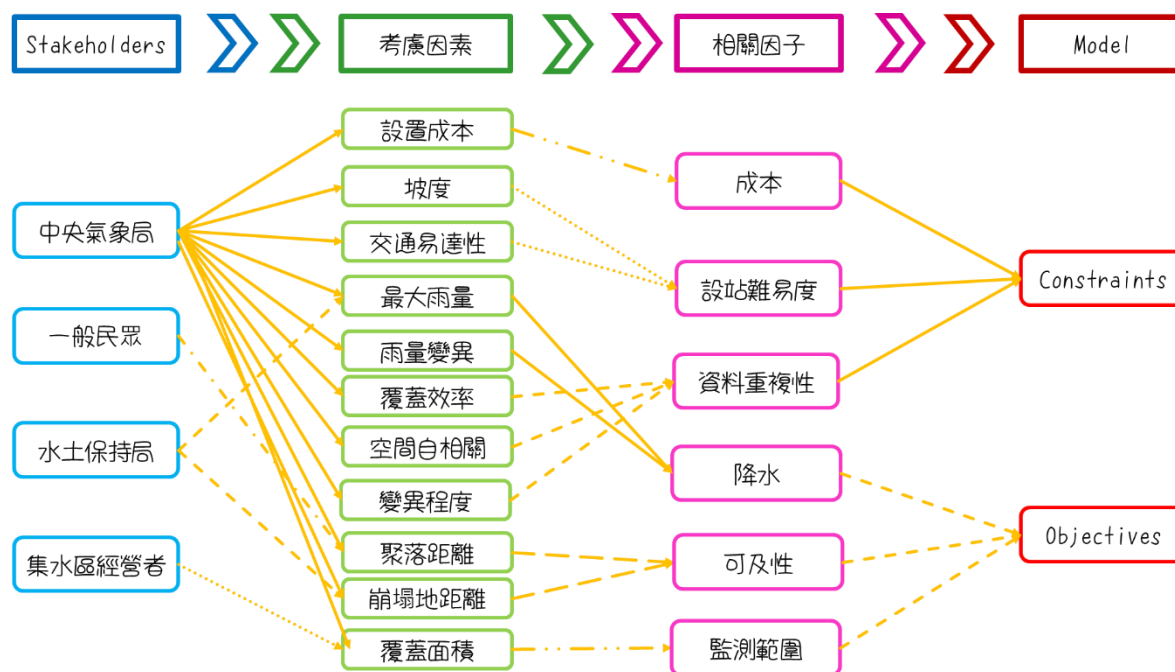 Stakeholders
考慮因素
相關因子
Model
中央氣象局
一般民眾
水土保持局
集水區經營者
設置成本
坡度
交通易達性
最大雨量
雨量變異
覆蓋效率
空間自相關
變異程度
聚落距離
崩塌地距離
覆蓋面積
成本
設站難易度
資料重複性
降水
可及性
監測範圍
Constraints
Objectives